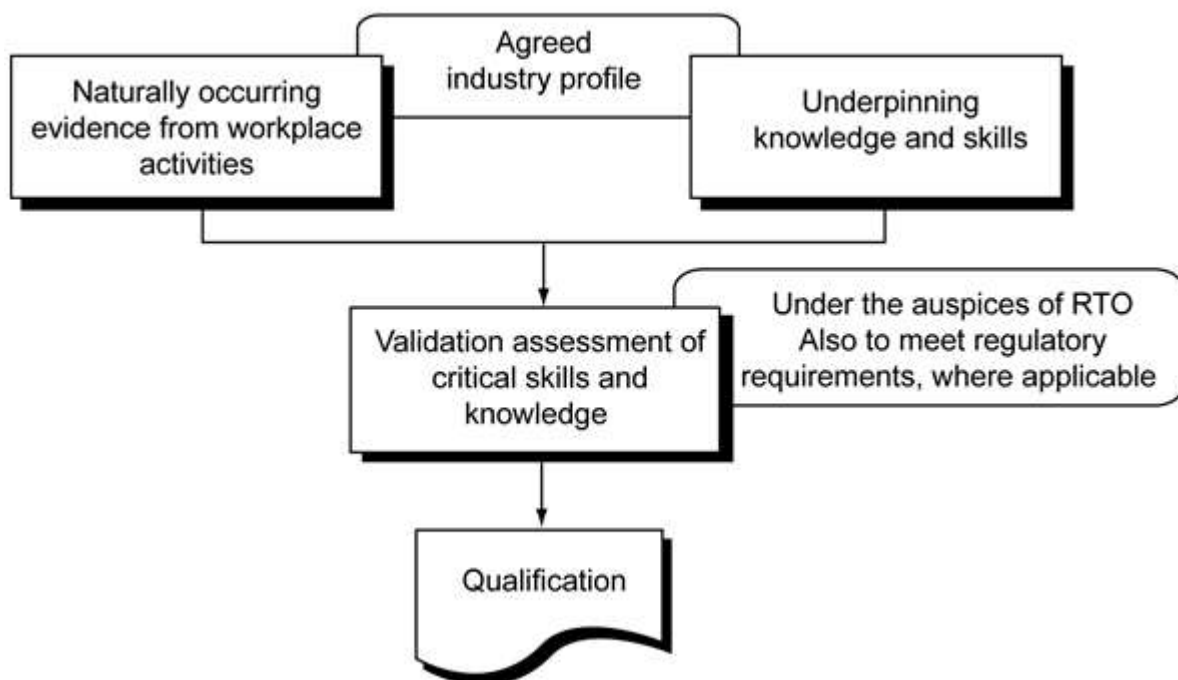 Agreed
industry profile
Naturally occurring
evidence from workplace
activities
Underpinning
knowledge and skills
Under the auspices of RTO
Also to meet regulatory
requirements, where applicable
Validation assessment of
critical skills and
knowledge
Qualification